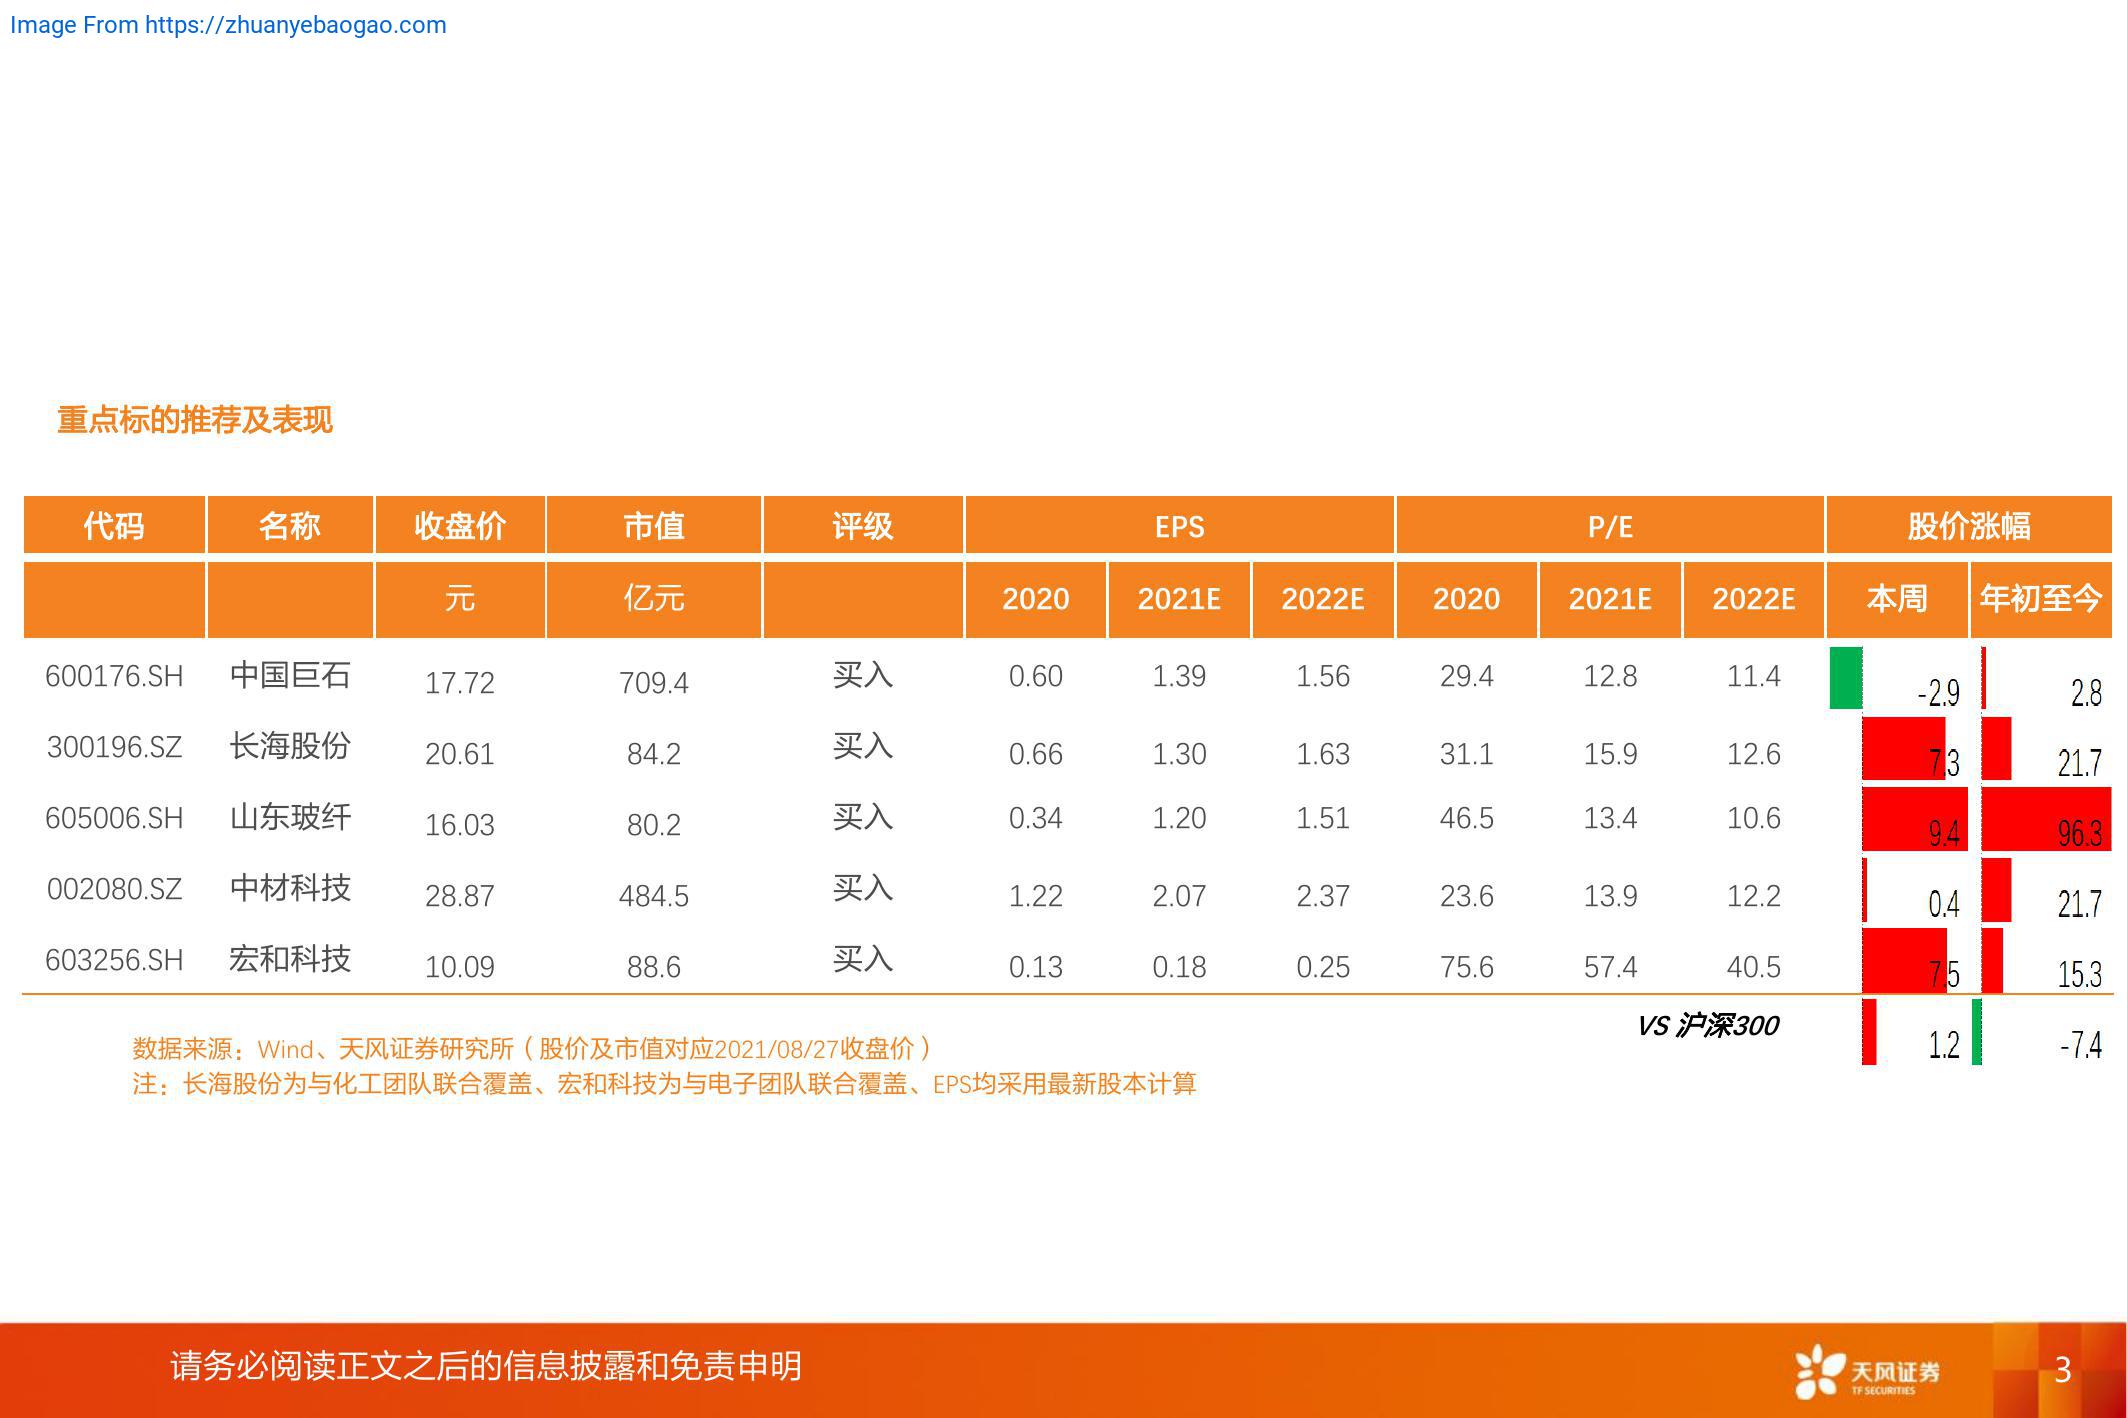 Image From https://zhuanyebaogao.com
重点标的推荐及表现
代码 名称 收盘价 市值 评级 EPS P/E 股价涨幅
元 亿元 2020 2021E 2022E 2020 2021E 2022E 本周 年初至今
600176.SH 中国巨石 17.72 709.4 买入 0.60 1.39 1.56 29.4 12.8 11.4 -2.9 2.8
300196.SZ 长海股份 20.61 84.2 买入 0.66 1.30 1.63 31.1 15.9 12.6 7.3 21.7
605006.SH 山东玻纤 16.03 80.2 买入 0.34 1.20 1.51 46.5 13.4 10.6 9.4 96.3
002080.SZ 中材科技 28.87 484.5 买入 1.22 2.07 2.37 23.6 13.9 12.2 0.4 21.7
603256.SH 宏和科技 10.09 88.6 买入 0.13 0.18 0.25 75.6 57.4 40.5 7.5 15.3
VS 沪深300 1.2 -7.4
数据来源：Wind、天风证券研究所（股价及市值对应2021/08/27收盘价）
注：长海股份为与化工团队联合覆盖、宏和科技为与电子团队联合覆盖、EPS均采用最新股本计算
请务必阅读正文之后的信息披露和免责申明
天风证券
TF SECURITIES
3